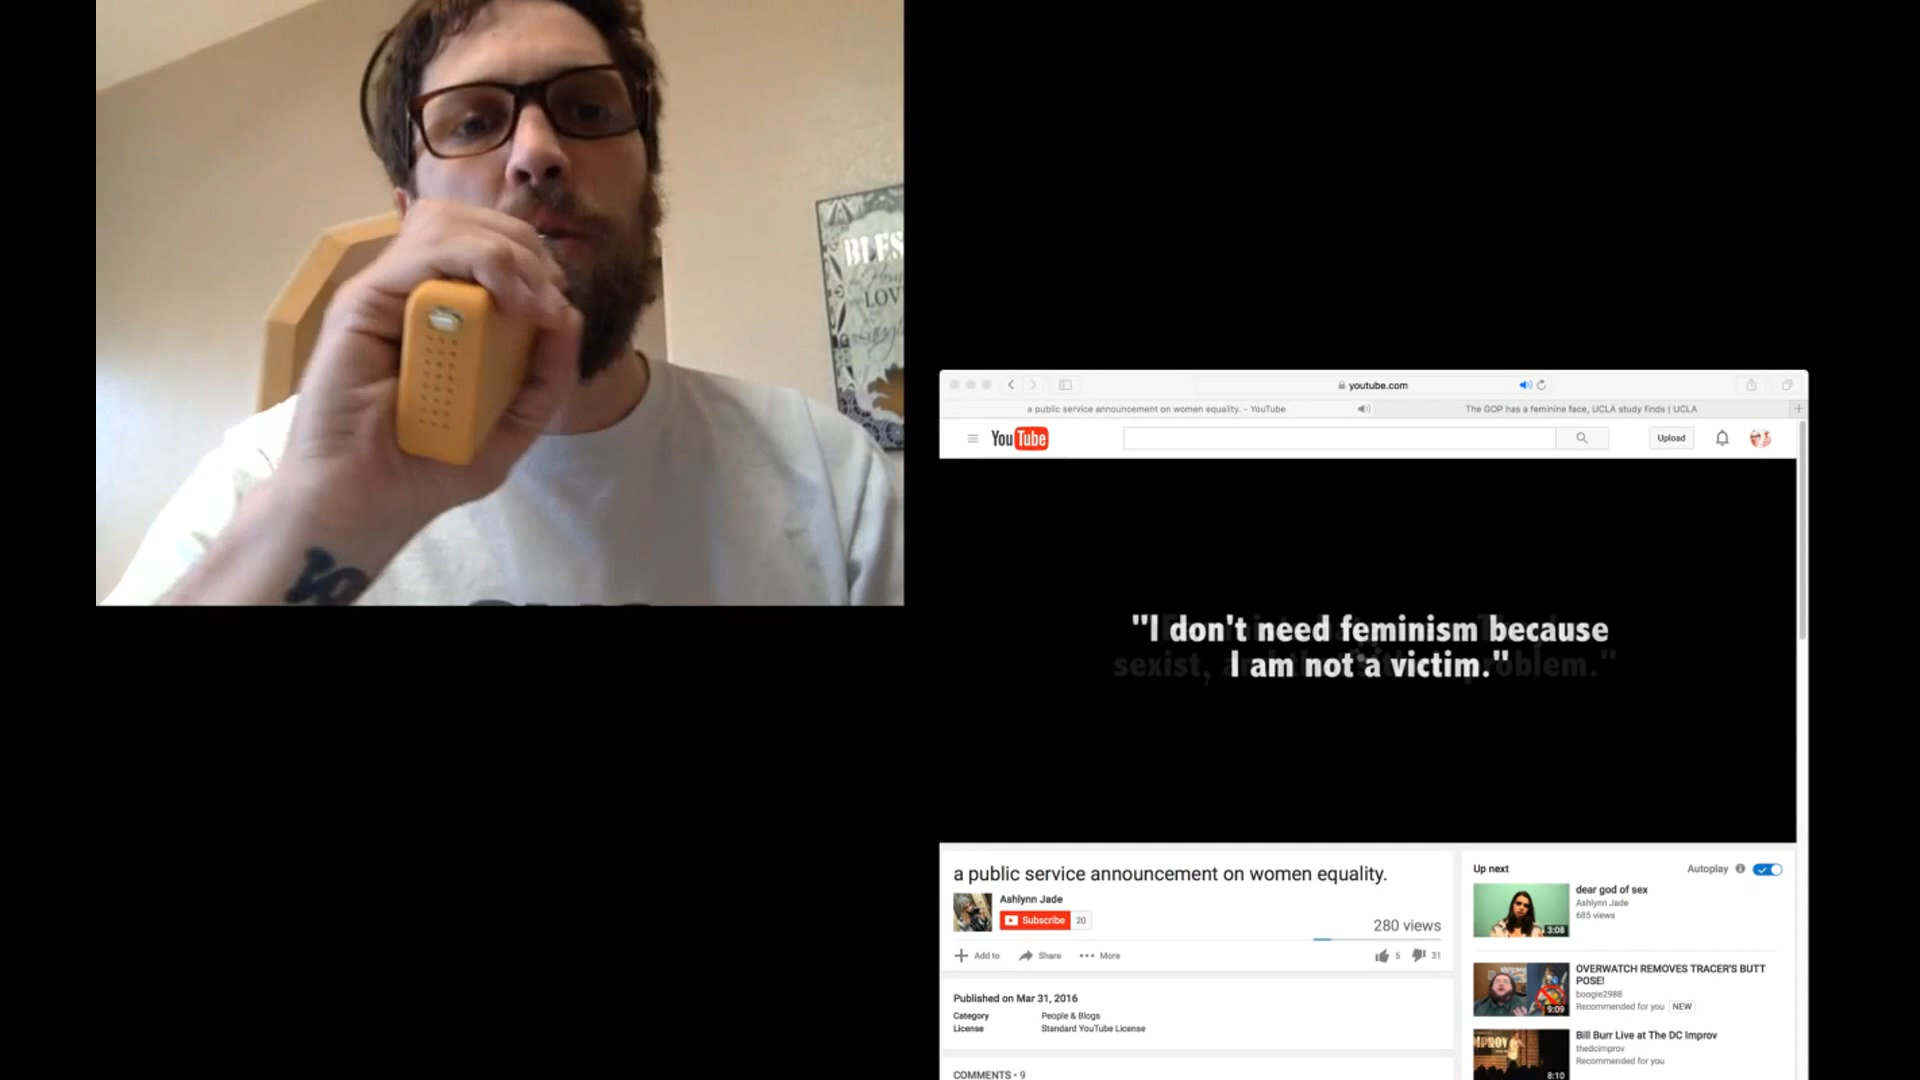 BLES
LOV
youtube.com
a public service announcement on women equality. - YouTube
The GOP has a feminine face, UCLA study finds | UCLA
YouTube
Upload
"I don't need feminism because
I am not a victim."
sexist, a
roblem."
a public service announcement on women equality.
Ashlynn Jade
Subscribe 20
280 views
Add to Share More
5 31
Published on Mar 31, 2016
Category People & Blogs
License Standard YouTube License
COMMENTS • 9
Up next
Autoplay
3:08
dear god of sex
Ashlynn Jade
685 views
9:09
OVERWATCH REMOVES TRACER'S BUTT
POSE!
boogie2988
Recommended for you NEW
MPROV
8:10
Bill Burr Live at The DC Improv
thedcimprov
Recommended for you